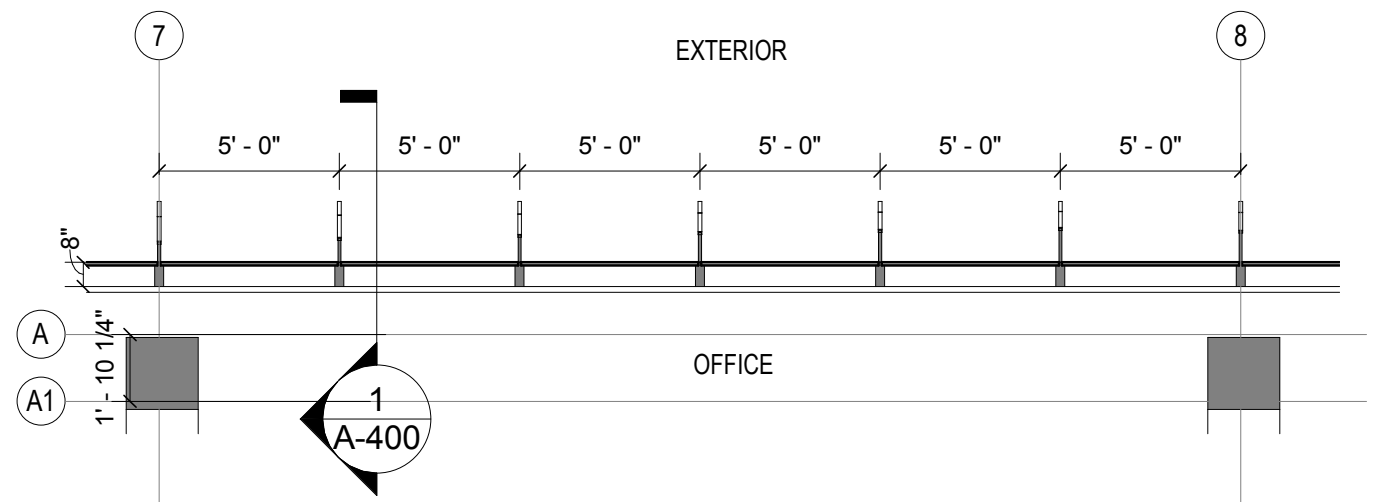 7
8
EXTERIOR
5' - 0"
5' - 0"
5' - 0"
5' - 0"
5' - 0"
5' - 0"
8"
A
1' - 10 1/4"
OFFICE
A1
1
A-400